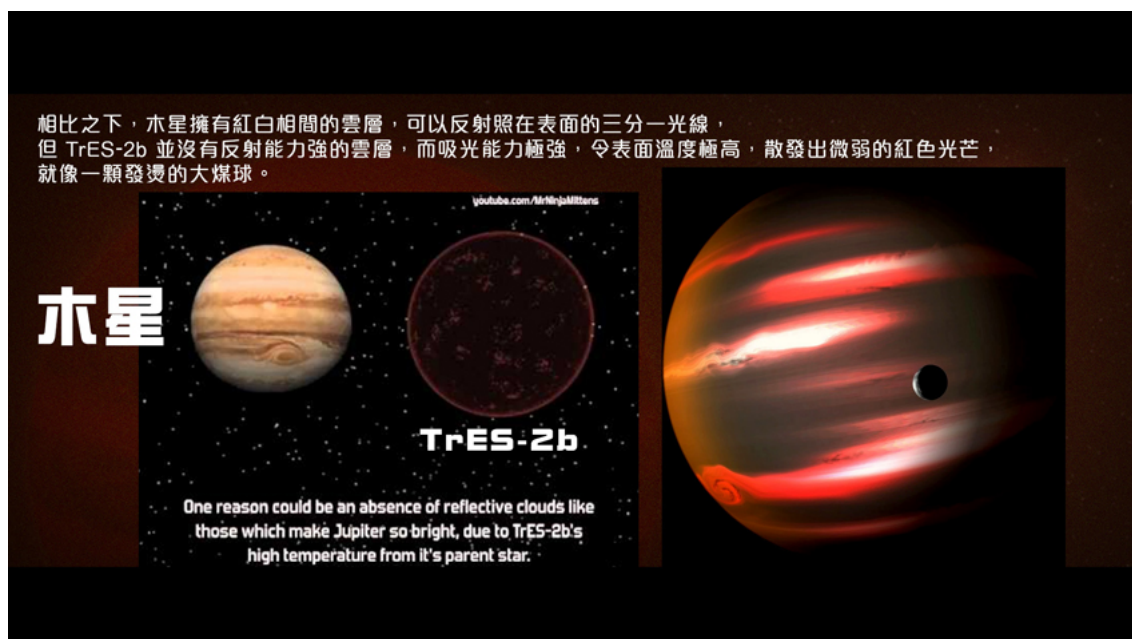 相比之下，木星擁有紅白相間的雲層，可以反射照在表面的三分一光線，
但 TrES-2b 並沒有反射能力強的雲層，而吸光能力極強，令表面溫度極高，散發出微弱的紅色光芒，
就像一顆發燙的大煤球。
youtube.com/MrNinjaMittens
木星
TrES-2b
One reason could be an absence of reflective clouds like
those which make Jupiter so bright, due to TrES-2b's
high temperature from it's parent star.